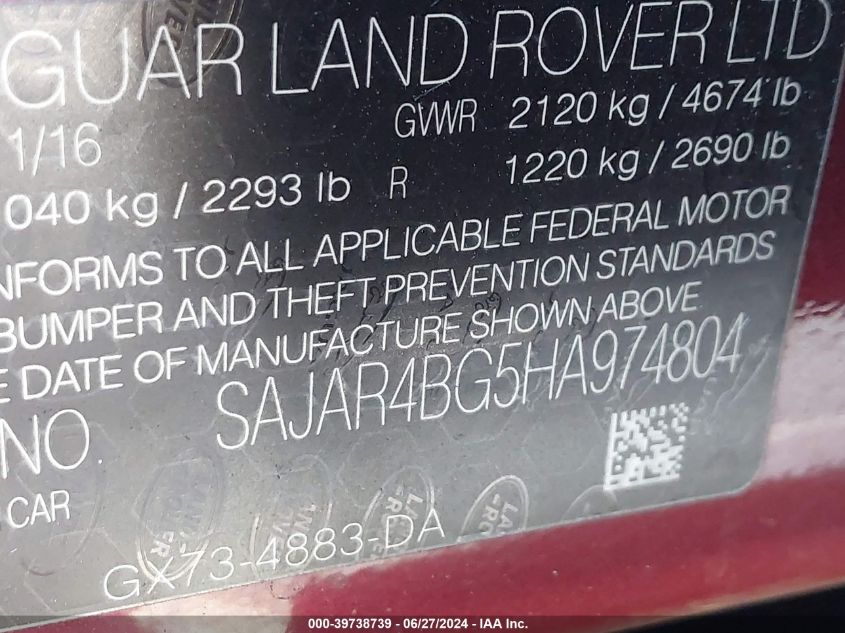 GUAR LAND ROVER LTD
1/16 GVWR 2120 kg / 4674 lb
040 kg / 2293 lb R 1220 kg / 2690 lb
NFORMS TO ALL APPLICABLE FEDERAL MOTOR
BUMPER AND THEFT PREVENTION STANDARDS
E DATE OF MANUFACTURE SHOWN ABOVE
NO. SAJAR4BG5HA974804
CAR
GX73-4883-DA
000-39738739 - 06/27/2024 - IAA Inc.